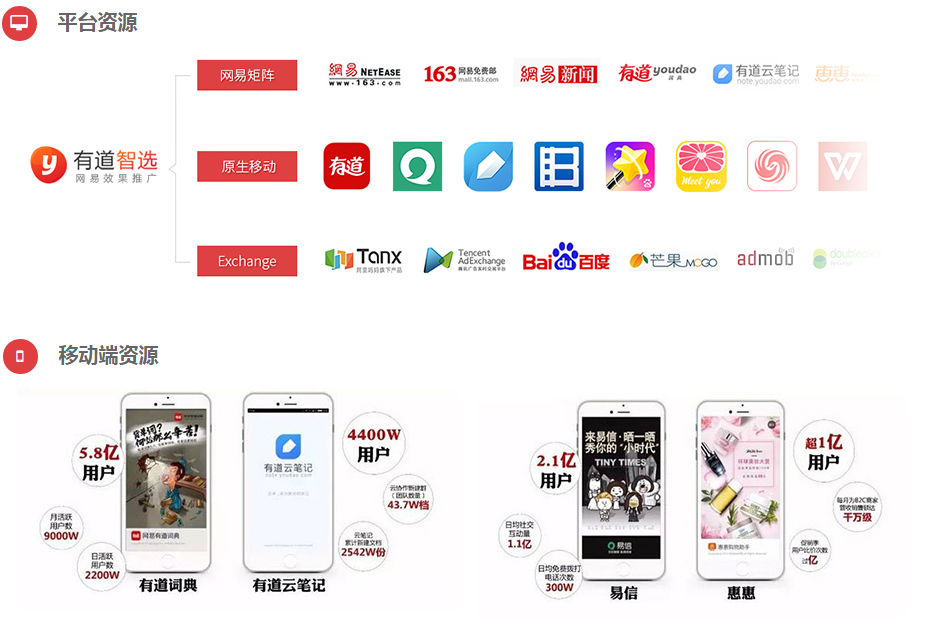 平台资源
网易矩阵
網易 NETEASE
www.163.com
163 网易免费邮
mail.163.com
網易 新闻
有道 youdao
词典
有道云笔记
note.youdao.com
惠惠
有道智选
网易效果推广
原生移动
有道
Meet you
W
Exchange
Tanx
阿里妈妈旗下产品
Tencent
AdExchange
腾讯广告实时交易平台
Bai du 百度
芒果 MOGO
admob
doubleclick
移动端资源
5.8亿
用户
月活跃
用户数
9000W
日活跃
用户数
2200W
背单词?
何必那么辛苦!
网易有道词典
有道词典
有道云笔记
有道云笔记
4400W
用户
云协作新建群
(团队数量)
43.7W档
云笔记
累计新建文档
2542W份
2.1亿
用户
日均社交
互动量
1.1亿
日均免费拨打
电话次数
300W
来易信·晒一晒
秀你的“小时代”
TINY TIMES
易信
易信
惠惠购物助手
惠惠
超1亿
用户
每月为B2C商家
营收销售额达
千万级
促销季
用户比价次数
过亿